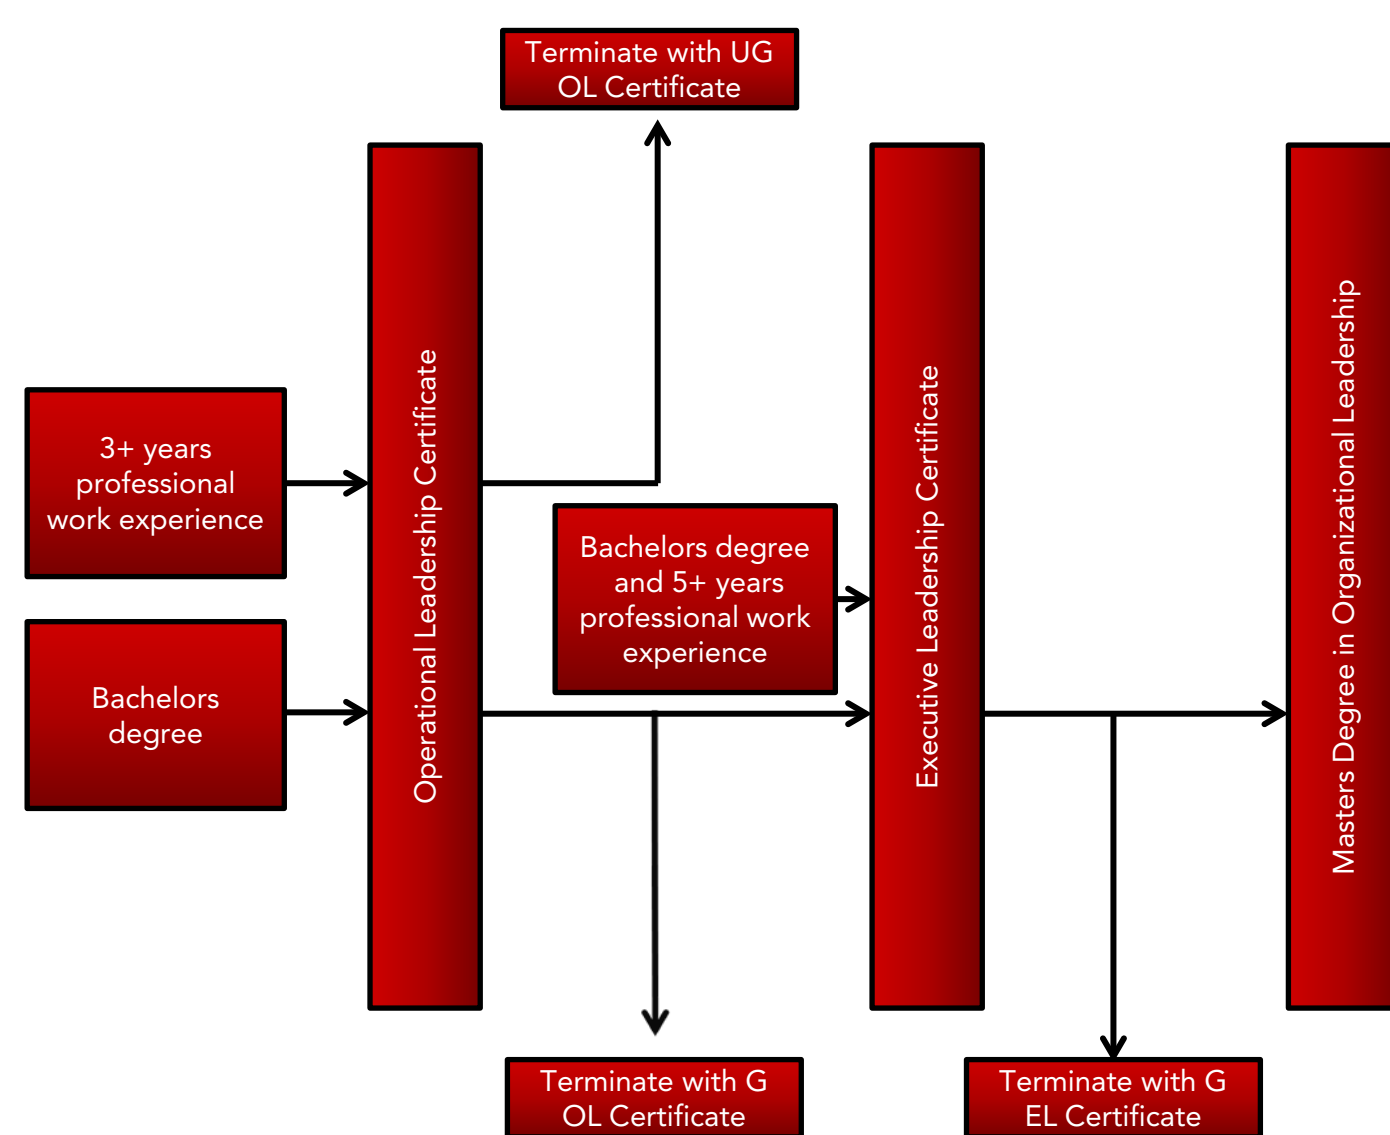 Terminate with UG
OL Certificate
3+ years
professional
work experience
Bachelors
degree
Operational Leadership Certificate
Bachelors degree
and 5+ years
professional work
experience
Executive Leadership Certificate
Masters Degree in Organizational Leadership
Terminate with G
OL Certificate
Terminate with G
EL Certificate